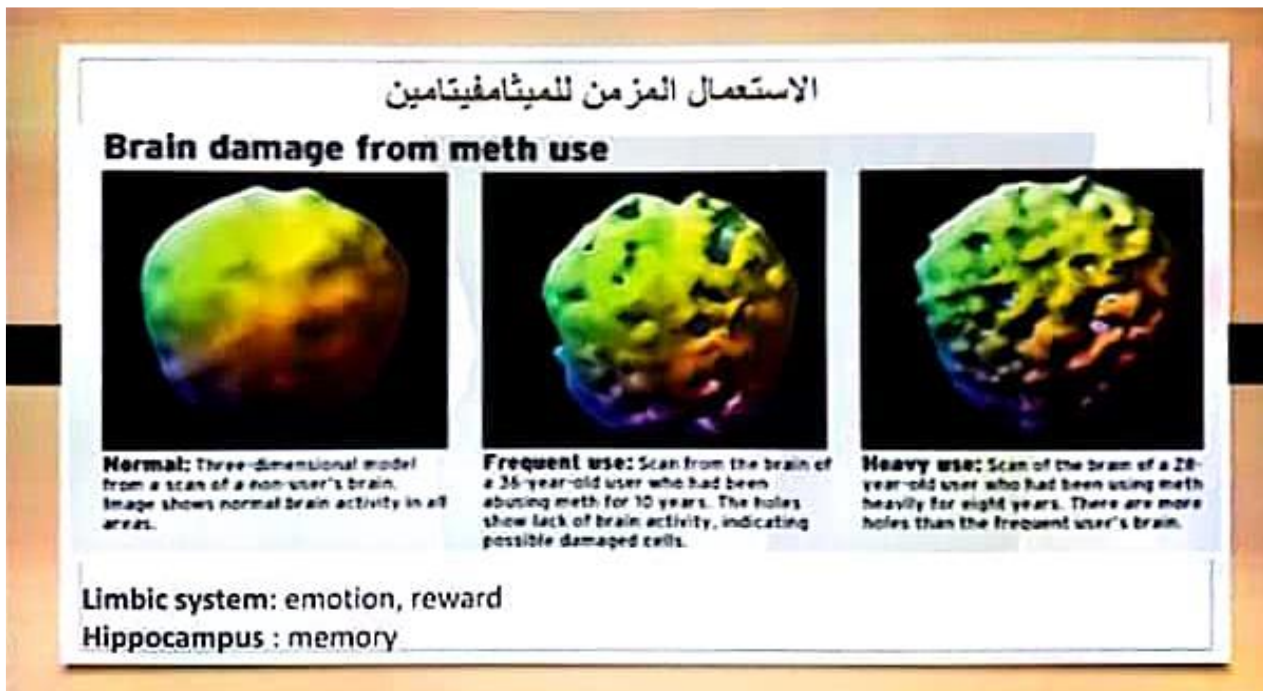 الاستعمال المزمن للميثامفيتامين
Brain damage from meth use
Normal: Three-dimensional model
from a scan of a non-user's brain.
Image shows normal brain activity in all
areas.
Frequent use: Scan from the brain of
a 36-year-old user who had been
abusing meth for 10 years. The holes
show lack of brain activity, indicating
possible damaged cells.
Heavy use: Scan of the brain of a 28-
year-old user who had been using meth
heavily for eight years. There are more
holes than the frequent user's brain.
Limbic system: emotion, reward
Hippocampus : memory